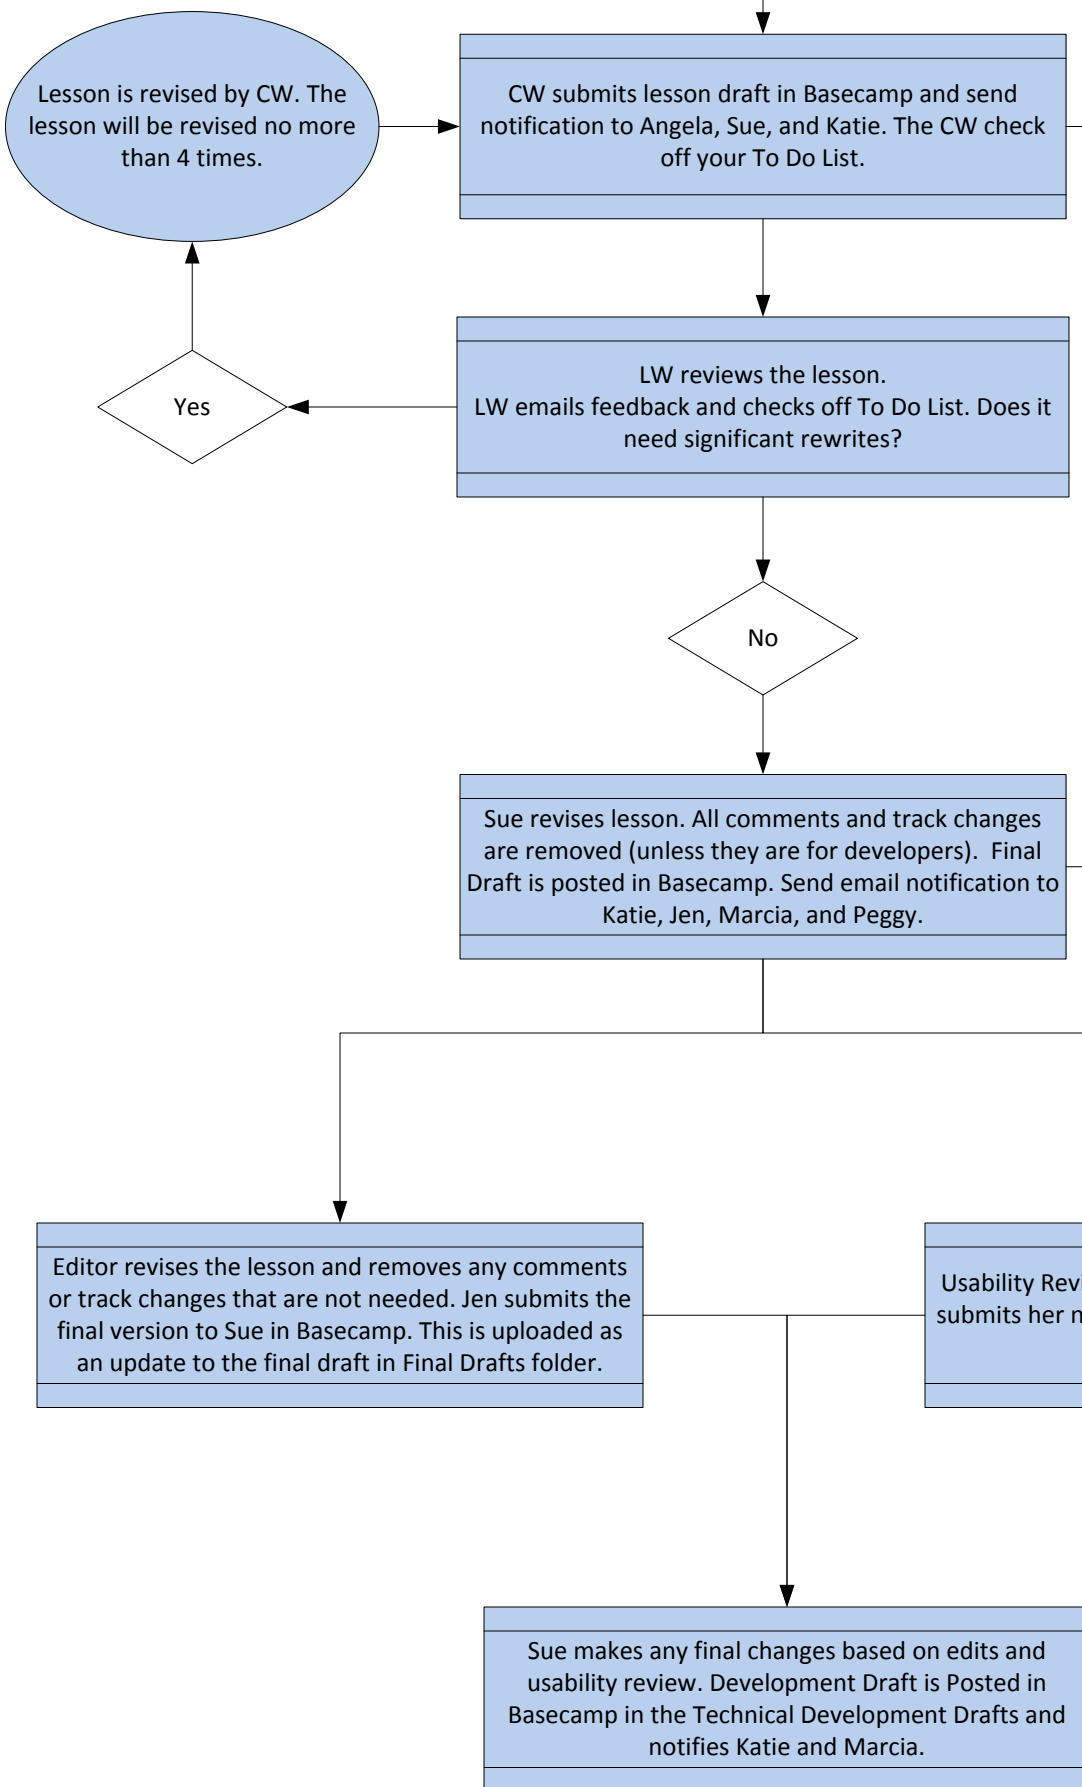 Lesson is revised by CW. The
lesson will be revised no more
than 4 times.
CW submits lesson draft in Basecamp and send
notification to Angela, Sue, and Katie. The CW check
off your To Do List.
Yes
LW reviews the lesson.
LW emails feedback and checks off To Do List. Does it
need significant rewrites?
No
Sue revises lesson. All comments and track changes
are removed (unless they are for developers).  Final
Draft is posted in Basecamp. Send email notification to
Katie, Jen, Marcia, and Peggy.
Editor revises the lesson and removes any comments
or track changes that are not needed. Jen submits the
final version to Sue in Basecamp. This is uploaded as
an update to the final draft in Final Drafts folder.
Usability
submits her
Sue makes any final changes based on edits and
usability review. Development Draft is Posted in
Basecamp in the Technical Development Drafts and
notifies Katie and Marcia.